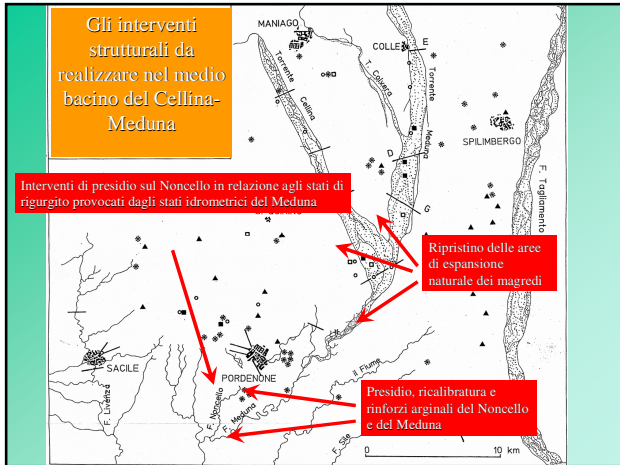 Gli interventi
strutturali da
realizzare nel medio
bacino del Cellina-
Meduna
MANIAGO
COLLE
E
T. Colvera
Torrente
Cellina
Torrente
Meduna
SPILIMBERGO
D
G
F. Tagliamento
Interventi di presidio sul Noncello in relazione agli stati di
rigurgito provocati dagli stati idrometrici del Meduna
Ripristino delle aree
di espansione
naturale dei magredi
H
SACILE
PORDENONE
il Fiume
F. Livenza
F. Noncello
F. Meduna
Presidio, ricalibratura e
rinforzi arginali del Noncello
e del Meduna
F. Sile
0
10
km